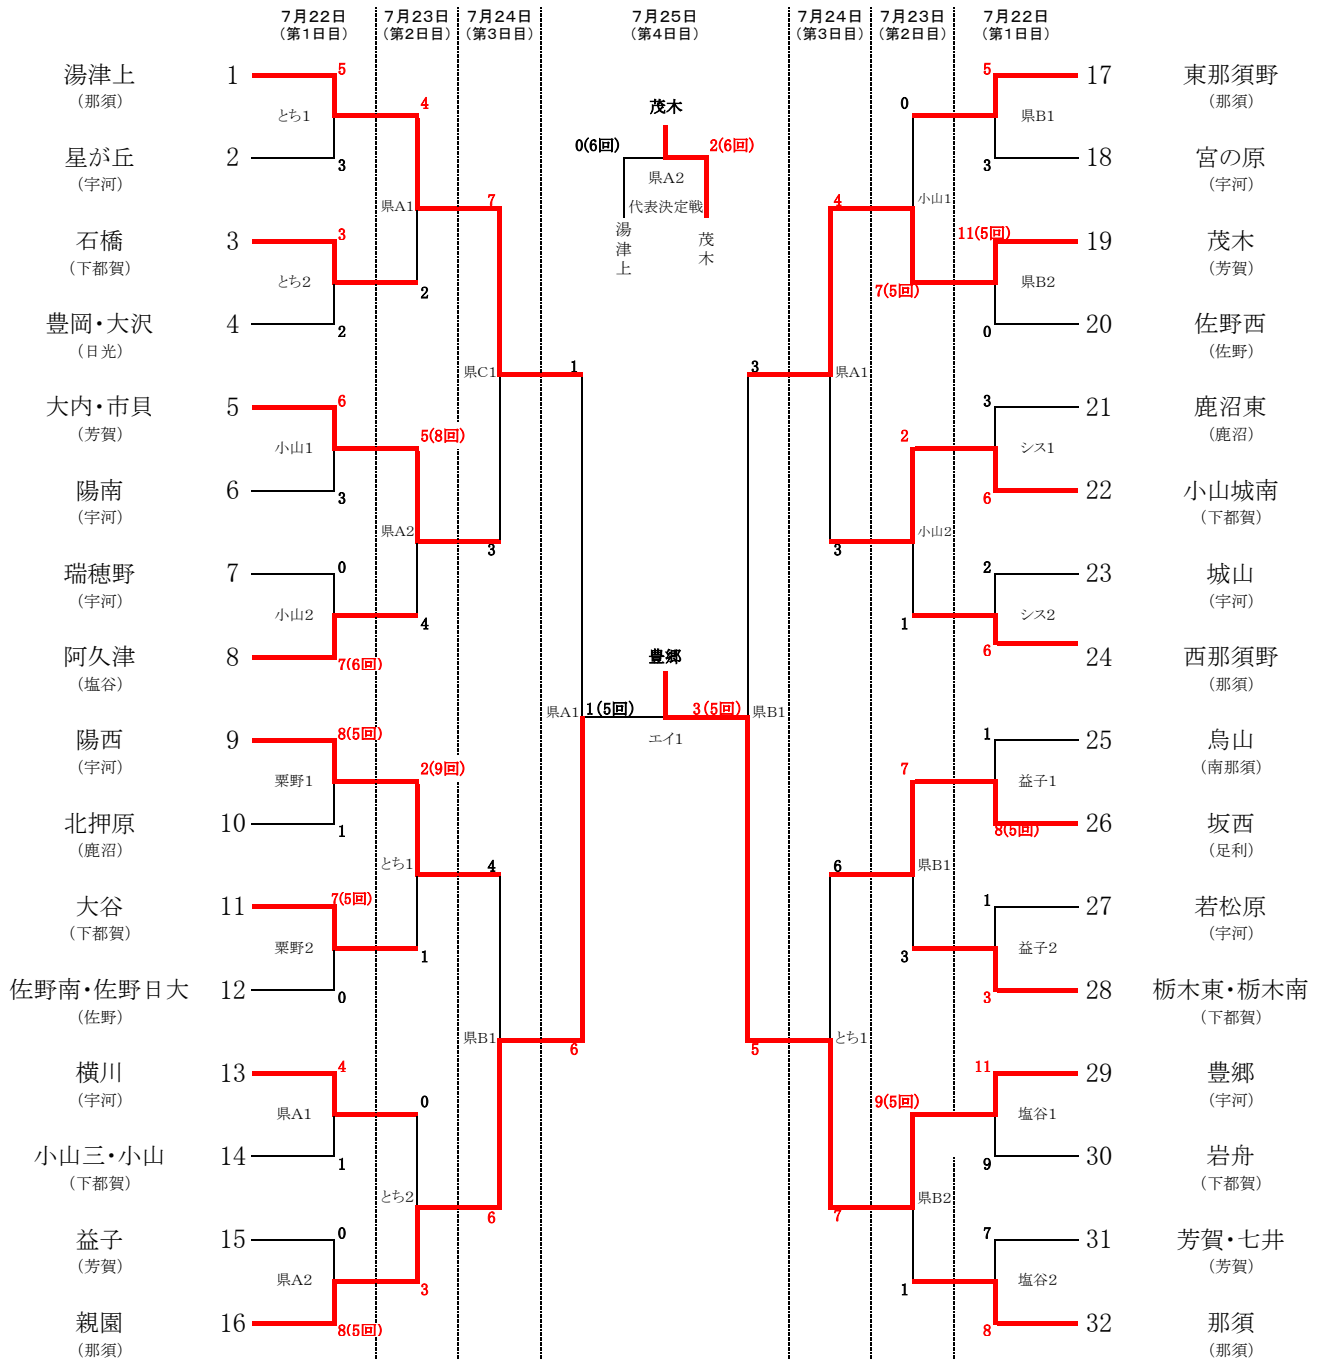 7月22日
(第1日目)
7月23日
(第2日目)
7月24日
(第3日目)
7月25日
(第4日目)
7月24日
(第3日目)
7月23日
(第2日目)
7月22日
(第1日目)
湯津上
(那須)
1
5
とち1
星が丘
(宇河)
2
3
4
県A1
石橋
(下都賀)
3
3
とち2
豊岡・大沢
(日光)
4
2
2
7
県C1
大内・市貝
(芳賀)
5
6
小山1
陽南
(宇河)
6
3
5(8回)
県A2
瑞穂野
(宇河)
7
0
小山2
阿久津
(塩谷)
8
7(6回)
4
3
1
県A1
陽西
(宇河)
9
8(5回)
栗野1
北押原
(鹿沼)
10
1
2(9回)
とち1
大谷
(下都賀)
11
7(5回)
栗野2
佐野南・佐野日大
(佐野)
12
0
1
4
県B1
横川
(宇河)
13
4
県A1
小山三・小山
(下都賀)
14
1
0
とち2
益子
(芳賀)
15
0
県A2
親園
(那須)
16
8(5回)
3
6
6
茂木
0(6回)
2(6回)
県A2
代表決定戦
湯津上
茂木
豊郷
1(5回)
3(5回)
エイ1
5
17
東那須野
(那須)
県B1
3
18
宮の原
(宇河)
0
小山1
11(5回)
19
茂木
(芳賀)
県B2
0
20
佐野西
(佐野)
7(5回)
4
県A1
3
21
鹿沼東
(鹿沼)
シス1
6
22
小山城南
(下都賀)
2
小山2
2
23
城山
(宇河)
シス2
6
24
西那須野
(那須)
1
3
3
県B1
1
25
烏山
(南那須)
益子1
8(5回)
26
坂西
(足利)
7
県B1
1
27
若松原
(宇河)
益子2
3
28
栃木東・栃木南
(下都賀)
3
6
とち1
11
29
豊郷
(宇河)
塩谷1
9
30
岩舟
(下都賀)
9(5回)
県B2
7
31
芳賀・七井
(芳賀)
塩谷2
8
32
那須
(那須)
1
7
5